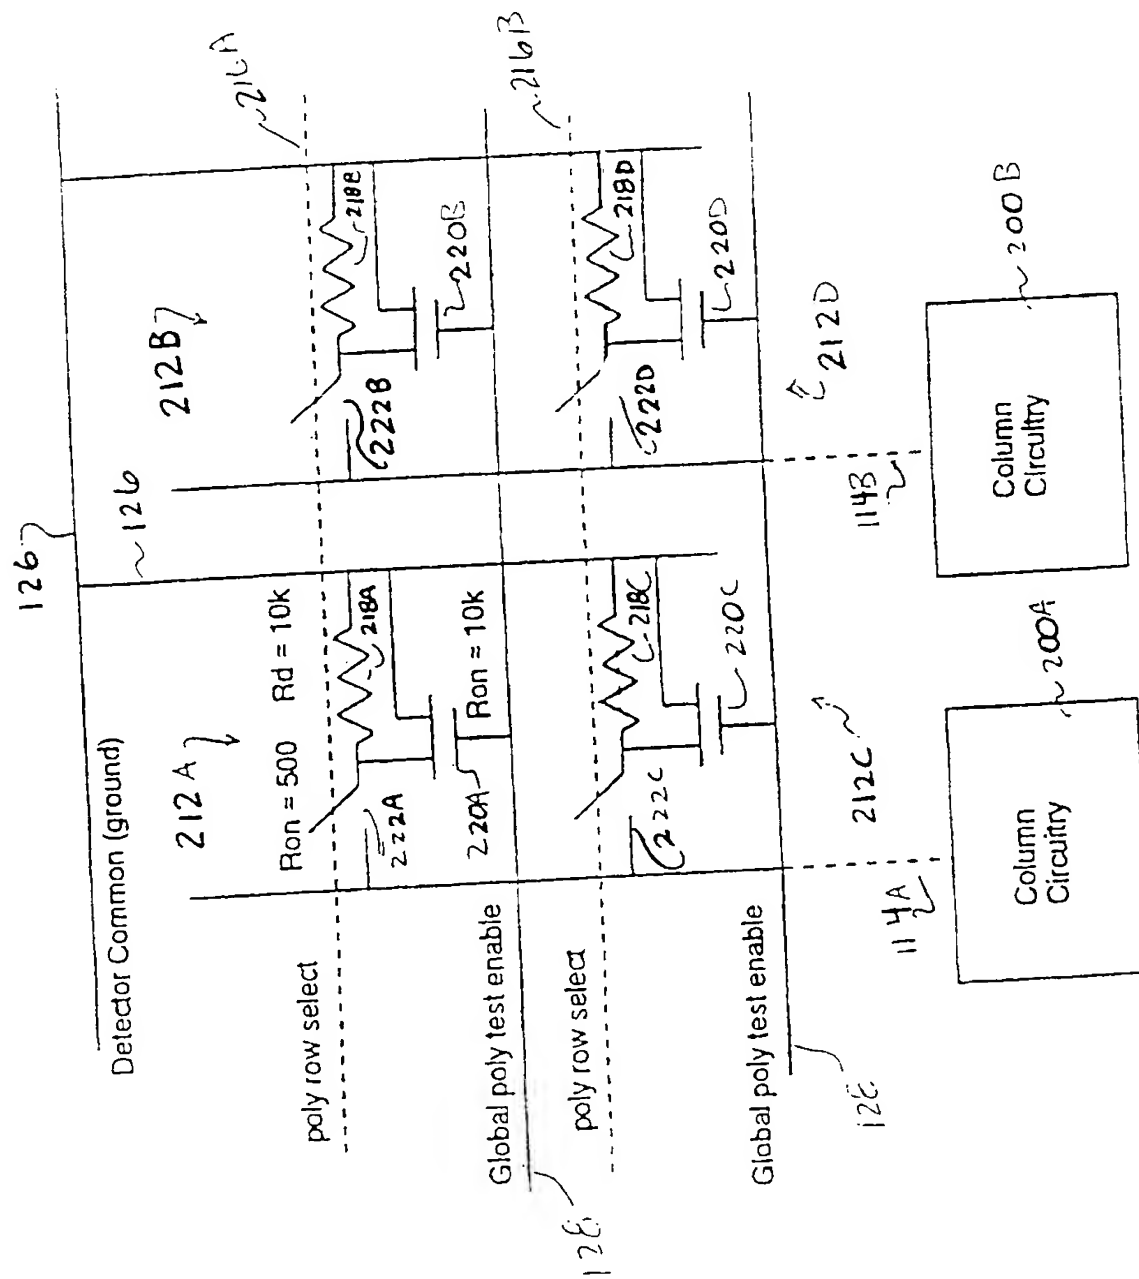 126
126
216A
Detector Common (ground)
212A
212B
Ron = 500 Rd = 10k
poly row select
218A
218B
222A
222B
220A
220B
Ron = 10k
216B
Global poly test enable
poly row select
218C
218D
222C
222D
220C
220D
Global poly test enable
212C
212D
114A
114B
Column
Circuitry
200A
Column
Circuitry
200B